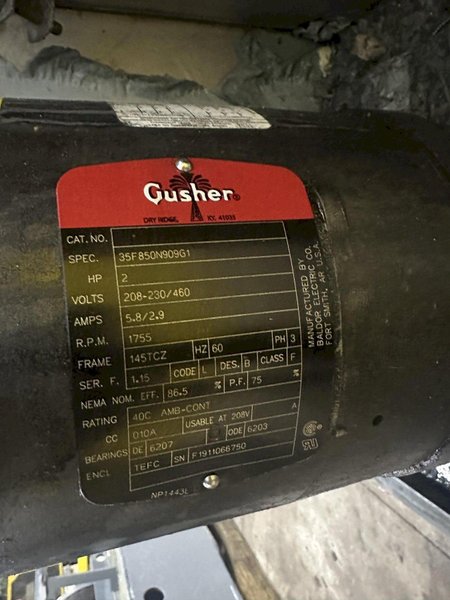 Gusher®
DRY RIDGE, KY. 41035
CAT. NO.
SPEC. 35F850N909G1
HP 2
VOLTS 208-230/460
AMPS 5.8/2.9
R.P.M. 1755
FRAME 145TCZ HZ 60 PH 3
SER. F. 1.15 CODE L DES. B CLASS F
NEMA NOM. EFF. 86.5 % P.F. 75 %
RATING 40C AMB-CONT A
CC 010A USABLE AT 208V
BEARINGS DE 6207 ODE 6203
ENCL TEFC SN F1911066750
NP1443L
MANUFACTURED BY
BALDOR ELECTRIC CO.
FORT SMITH, AR U.S.A.